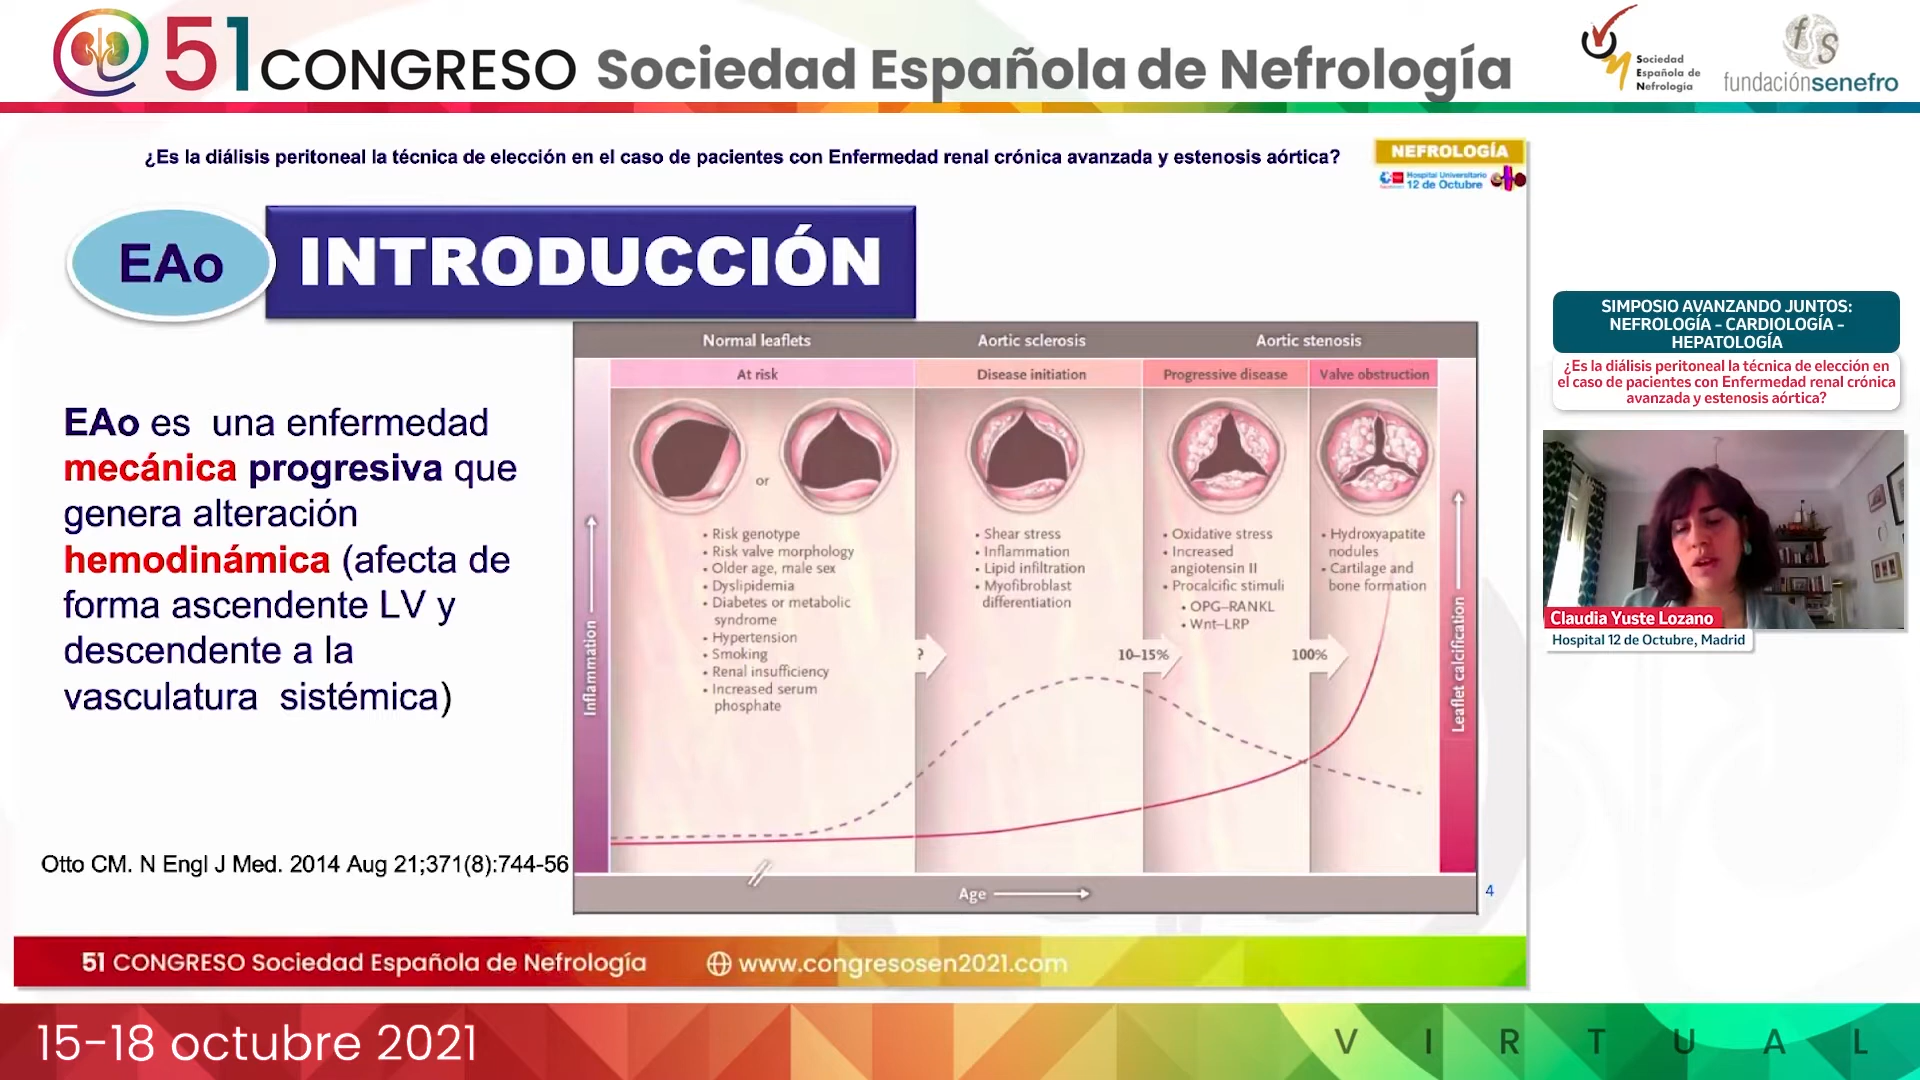 51 CONGRESO Sociedad Española de Nefrología
Sociedad
Española de
Nefrología
fundaciónsenefro
¿Es la diálisis peritoneal la técnica de elección en el caso de pacientes con Enfermedad renal crónica avanzada y estenosis aórtica?
NEFROLOGÍA
Hospital Universitario
12 de Octubre
EAo
INTRODUCCIÓN
EAo es una enfermedad
mecánica progresiva que
genera alteración
hemodinámica (afecta de
forma ascendente LV y
descendente a la
vasculatura sistémica)
Otto CM. N Engl J Med. 2014 Aug 21;371(8):744-56
Normal leaflets
Aortic sclerosis
Aortic stenosis
At risk
Disease initiation
Progressive disease
Valve obstruction
or
• Risk genotype
• Risk valve morphology
• Older age, male sex
• Dyslipidemia
• Diabetes or metabolic
syndrome
• Hypertension
• Smoking
• Renal insufficiency
• Increased serum
phosphate
• Shear stress
• Inflammation
• Lipid infiltration
• Myofibroblast
differentiation
• Oxidative stress
• Increased
angiotensin II
• Procalcific stimuli
• OPG–RANKL
• Wnt–LRP
• Hydroxyapatite
nodules
• Cartilage and
bone formation
?
10–15%
100%
Inflammation
Leaflet calcification
Age
4
51 CONGRESO Sociedad Española de Nefrología
www.congresosen2021.com
SIMPOSIO AVANZANDO JUNTOS:
NEFROLOGÍA - CARDIOLOGÍA -
HEPATOLOGÍA
¿Es la diálisis peritoneal la técnica de elección en
el caso de pacientes con Enfermedad renal crónica
avanzada y estenosis aórtica?
Claudia Yuste Lozano
Hospital 12 de Octubre, Madrid
15-18 octubre 2021
VIRTUAL